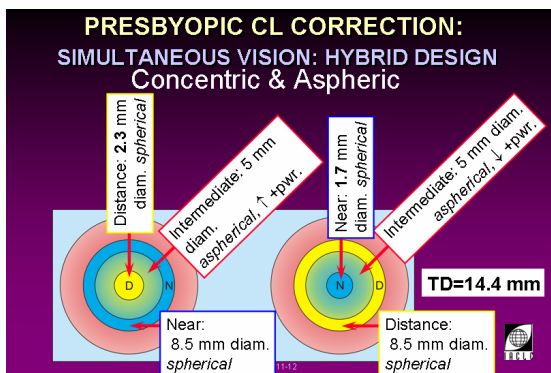 PRESBYOPIC CL CORRECTION:
SIMULTANEOUS VISION: HYBRID DESIGN
Concentric & Aspheric
Distance: 2.3 mm
diam. spherical
Intermediate: 5 mm
diam.
aspherical, ↑ +pwr.
Near: 1.7 mm
diam. spherical
Intermediate: 5 mm diam.
aspherical, ↓ +pwr.
D
N
N
D
TD=14.4 mm
Near:
8.5 mm diam.
spherical
Distance:
8.5 mm diam.
spherical
11-12
IACLE